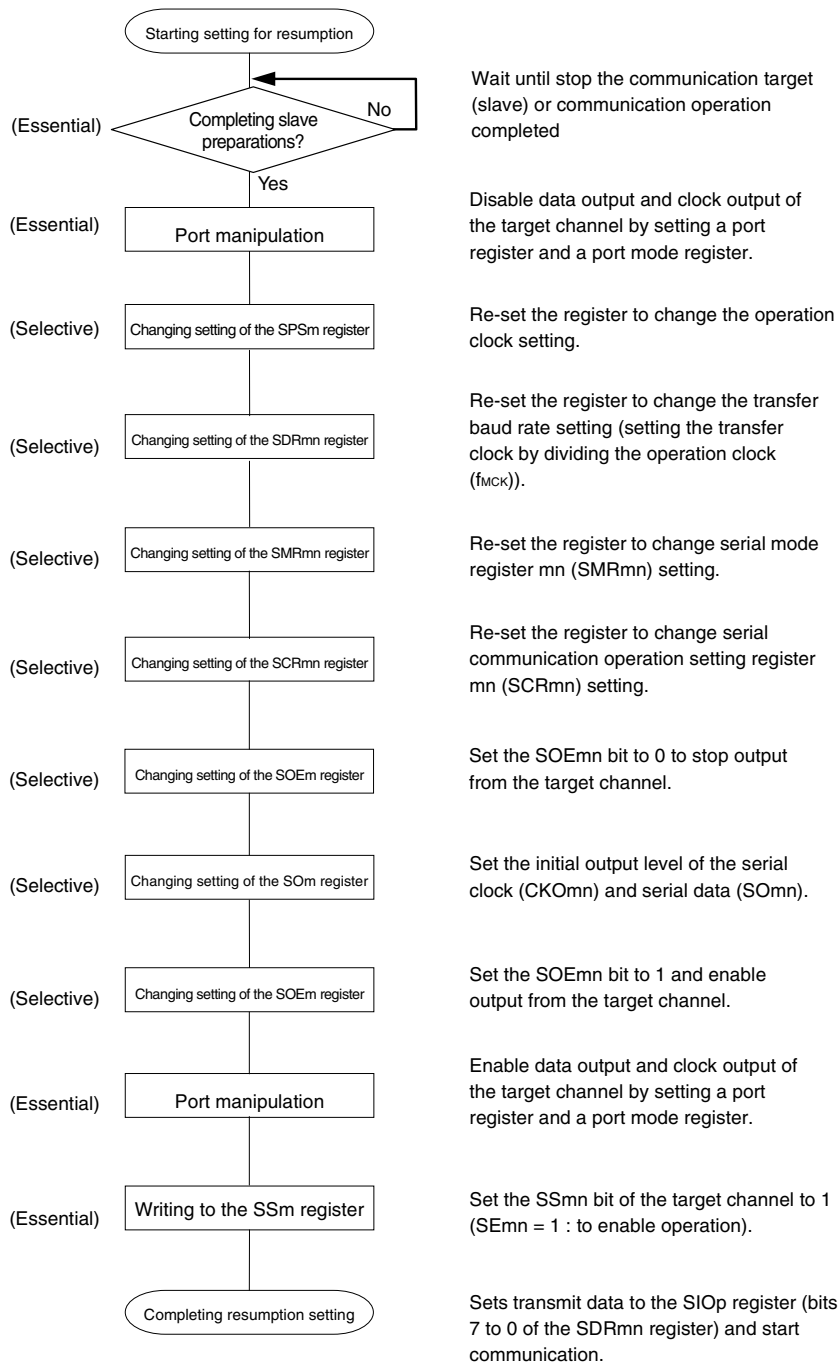 Starting setting for resumption
(Essential)
Completing slave
preparations?
No
Yes
Wait until stop the communication target
(slave) or communication operation
completed
(Essential)
Port manipulation
Disable data output and clock output of
the target channel by setting a port
register and a port mode register.
(Selective)
Changing setting of the SPSm register
Re-set the register to change the operation
clock setting.
(Selective)
Changing setting of the SDRmn register
Re-set the register to change the transfer
baud rate setting (setting the transfer
clock by dividing the operation clock
(fMCK)).
(Selective)
Changing setting of the SMRmn register
Re-set the register to change serial mode
register mn (SMRmn) setting.
(Selective)
Changing setting of the SCRmn register
Re-set the register to change serial
communication operation setting register
mn (SCRmn) setting.
(Selective)
Changing setting of the SOEm register
Set the SOEmn bit to 0 to stop output
from the target channel.
(Selective)
Changing setting of the SOm register
Set the initial output level of the serial
clock (CKOmn) and serial data (SOmn).
(Selective)
Changing setting of the SOEm register
Set the SOEmn bit to 1 and enable
output from the target channel.
(Essential)
Port manipulation
Enable data output and clock output of
the target channel by setting a port
register and a port mode register.
(Essential)
Writing to the SSm register
Set the SSmn bit of the target channel to 1
(SEmn = 1 : to enable operation).
Completing resumption setting
Sets transmit data to the SIOp register (bits
7 to 0 of the SDRmn register) and start
communication.